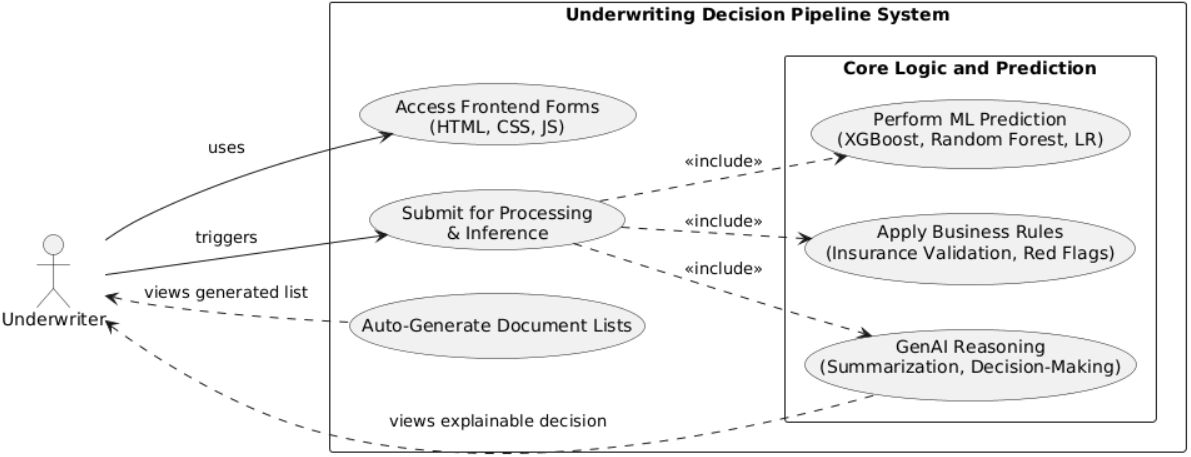 Underwriting Decision Pipeline System
Core Logic and Prediction
Access Frontend Forms
(HTML, CSS, JS)
Perform ML Prediction
(XGBoost, Random Forest, LR)
uses
«include»
Submit for Processing
& Inference
triggers
«include»
Apply Business Rules
(Insurance Validation, Red Flags)
«include»
views generated list
Underwriter
Auto-Generate Document Lists
GenAI Reasoning
(Summarization, Decision-Making)
views explainable decision